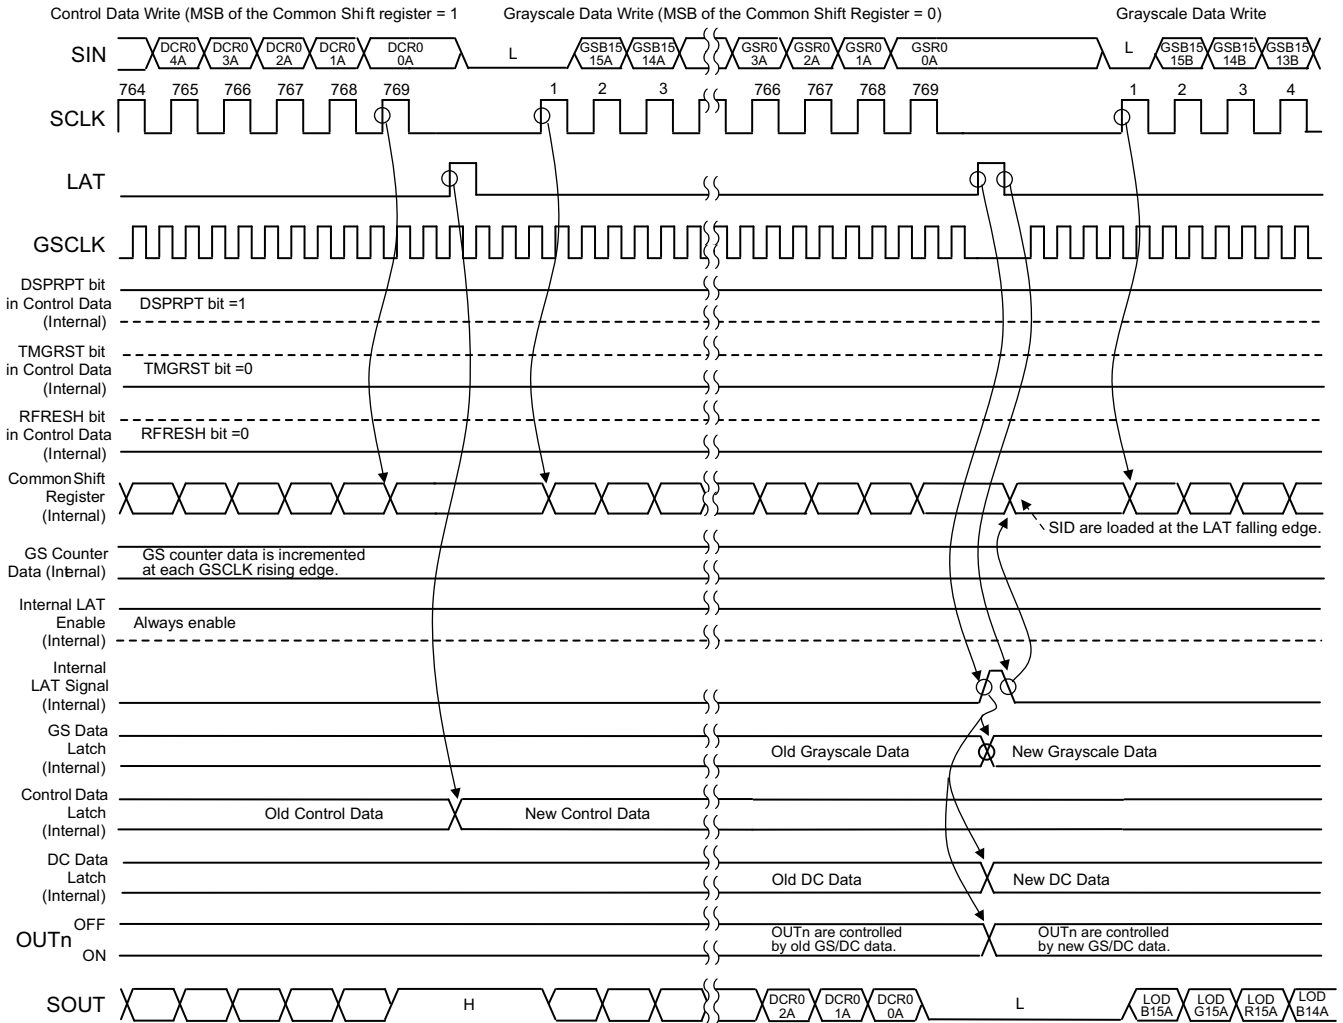 Control Data Write (MSB of the Common Shift register = 1
Grayscale Data Write (MSB of the Common Shift Register = 0)
Grayscale Data Write
SIN
DCR0 4A
DCR0 3A
DCR0 2A
DCR0 1A
DCR0 0A
L
GSB15 15A
GSB15 14A
GSR0 3A
GSR0 2A
GSR0 1A
GSR0 0A
L
GSB15 15B
GSB15 14B
GSB15 13B
SCLK
764 765 766 767 768 769 1 2 3 766 767 768 769 1 2 3 4
LAT
GSCLK
DSPRPT bit
in Control Data
(Internal)
DSPRPT bit =1
TMGRST bit
in Control Data
(Internal)
TMGRST bit =0
RFRESH bit
in Control Data
(Internal)
RFRESH bit =0
Common Shift
Register
(Internal)
SID are loaded at the LAT falling edge.
GS Counter
Data (Internal)
GS counter data is incremented
at each GSCLK rising edge.
Internal LAT
Enable
(Internal)
Always enable
Internal
LAT Signal
(Internal)
GS Data
Latch
(Internal)
Old Grayscale Data
New Grayscale Data
Control Data
Latch
(Internal)
Old Control Data
New Control Data
DC Data
Latch
(Internal)
Old DC Data
New DC Data
OUTn
OFF
ON
OUTn are controlled
by old GS/DC data.
OUTn are controlled
by new GS/DC data.
SOUT
H
DCR0 2A
DCR0 1A
DCR0 0A
L
LOD B15A
LOD G15A
LOD R15A
LOD B14A